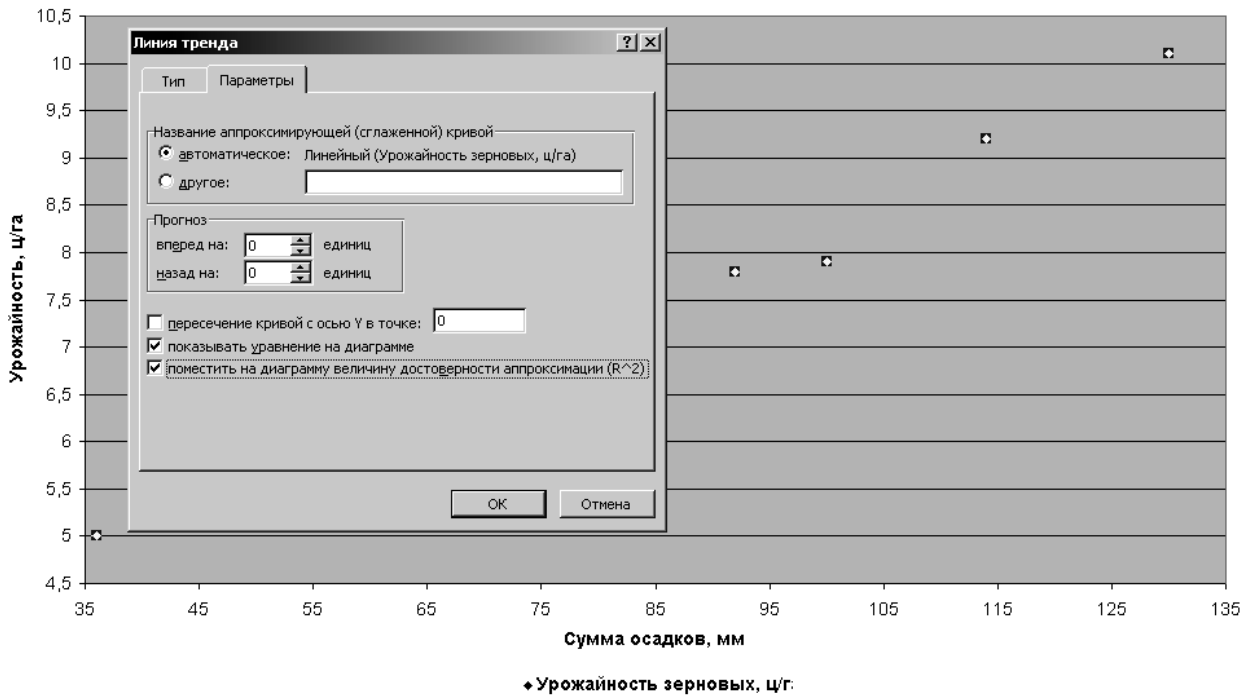 10,5
10
9,5
9
8,5
8
7,5
7
6,5
6
5,5
5
4,5
Урожайность, ц/га
Линия тренда
Тип Параметры
Название аппроксимирующей (сглаженной) кривой
автоматическое: Линейный (Урожайность зерновых, ц/га)
другое:
Прогноз
вперед на: 0 единиц
назад на: 0 единиц
пересечение кривой с осью Y в точке: 0
показывать уравнение на диаграмме
поместить на диаграмму величину достоверности аппроксимации (R^2)
ОК Отмена
35 45 55 65 75 85 95 105 115 125 135
Сумма осадков, мм
Урожайность зерновых, ц/г